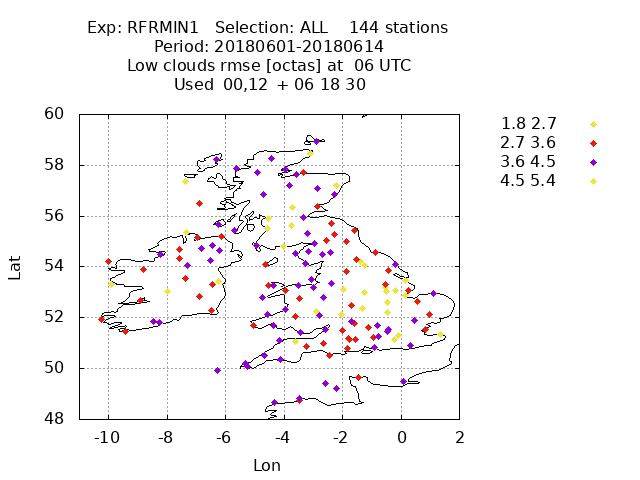 Exp: RFRMIN1 Selection: ALL 144 stations
Period: 20180601-20180614
Low clouds rmse [octas] at 06 UTC
Used 00,12 + 06 18 30
60
58
56
54
52
50
48
Lat
-10 -8 -6 -4 -2 0 2
Lon
1.8 2.7
2.7 3.6
3.6 4.5
4.5 5.4